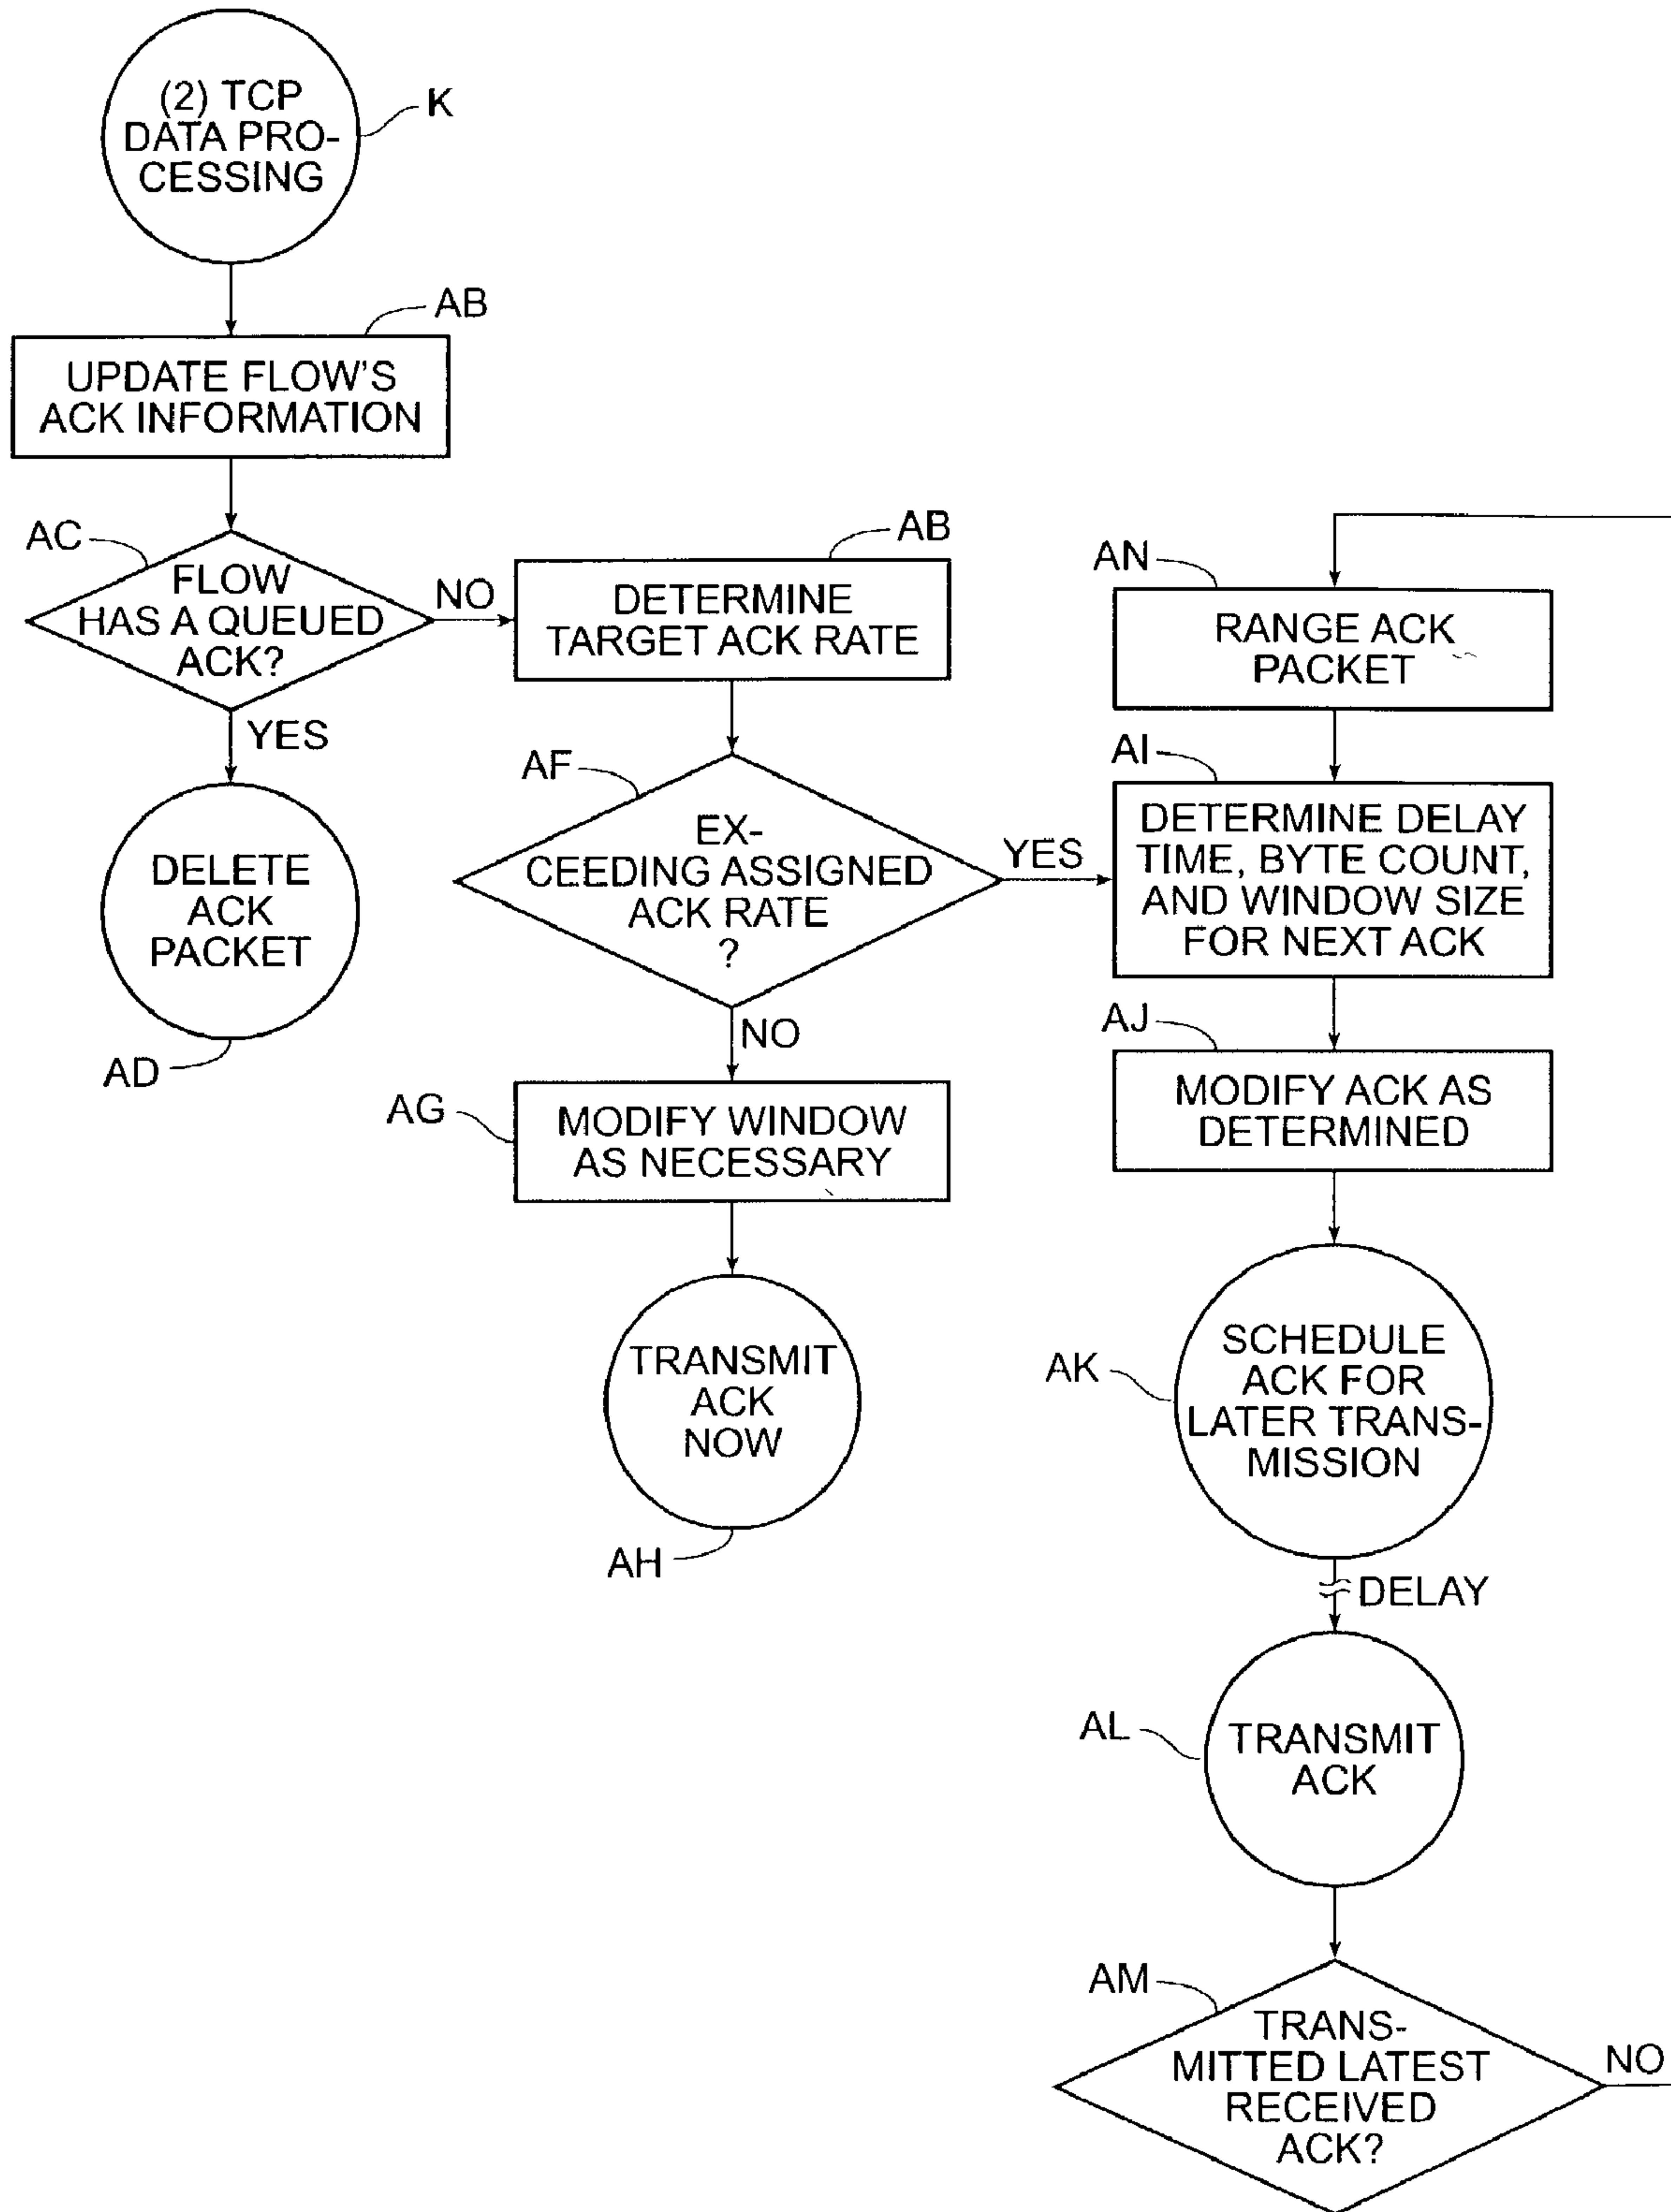 (2) TCP
DATA PRO-
CESSING
K
AB
UPDATE FLOW'S
ACK INFORMATION
AC
FLOW
HAS A QUEUED
ACK?
NO
YES
DELETE
ACK
PACKET
AD
AB
DETERMINE
TARGET ACK RATE
AF
EX-
CEEDING ASSIGNED
ACK RATE
?
YES
NO
AG
MODIFY WINDOW
AS NECESSARY
TRANSMIT
ACK
NOW
AH
AN
RANGE ACK
PACKET
AI
DETERMINE DELAY
TIME, BYTE COUNT,
AND WINDOW SIZE
FOR NEXT ACK
AJ
MODIFY ACK AS
DETERMINED
AK
SCHEDULE
ACK FOR
LATER TRANS-
MISSION
DELAY
AL
TRANSMIT
ACK
AM
TRANS-
MITTED LATEST
RECEIVED
ACK?
NO